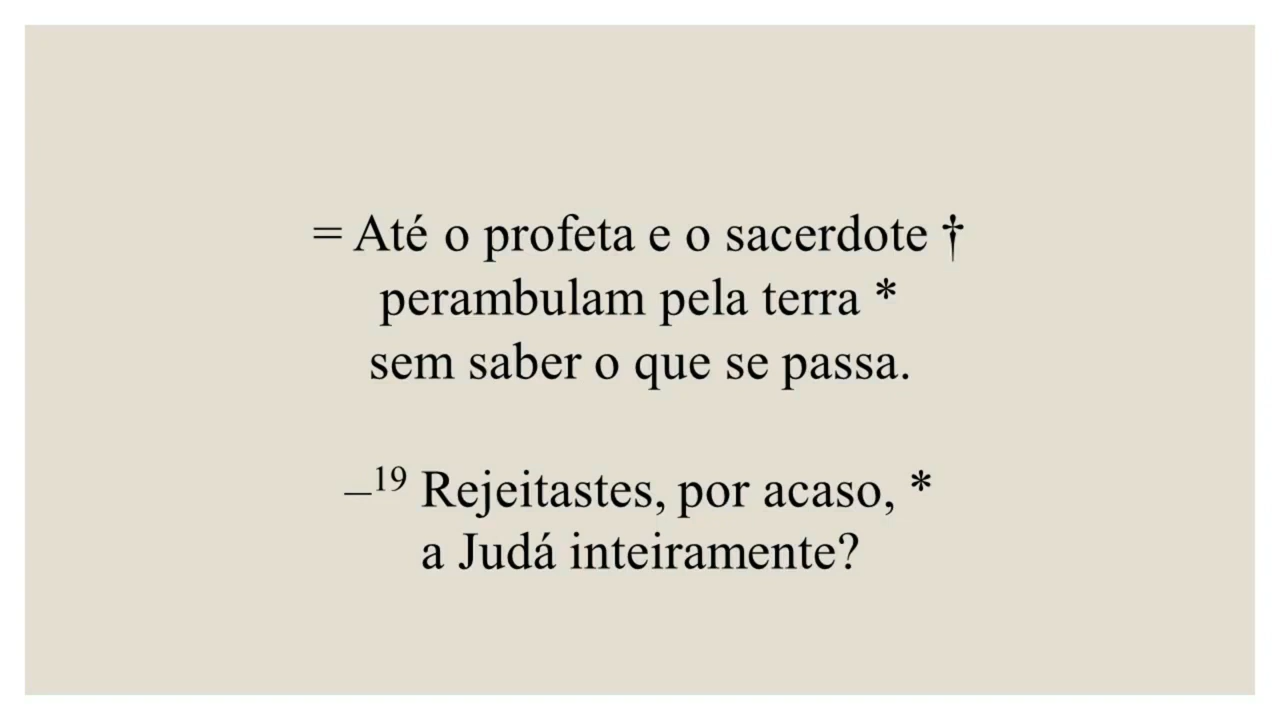 = Até o profeta e o sacerdote †
perambulam pela terra *
sem saber o que se passa.
–¹⁹ Rejeitastes, por acaso, *
a Judá inteiramente?